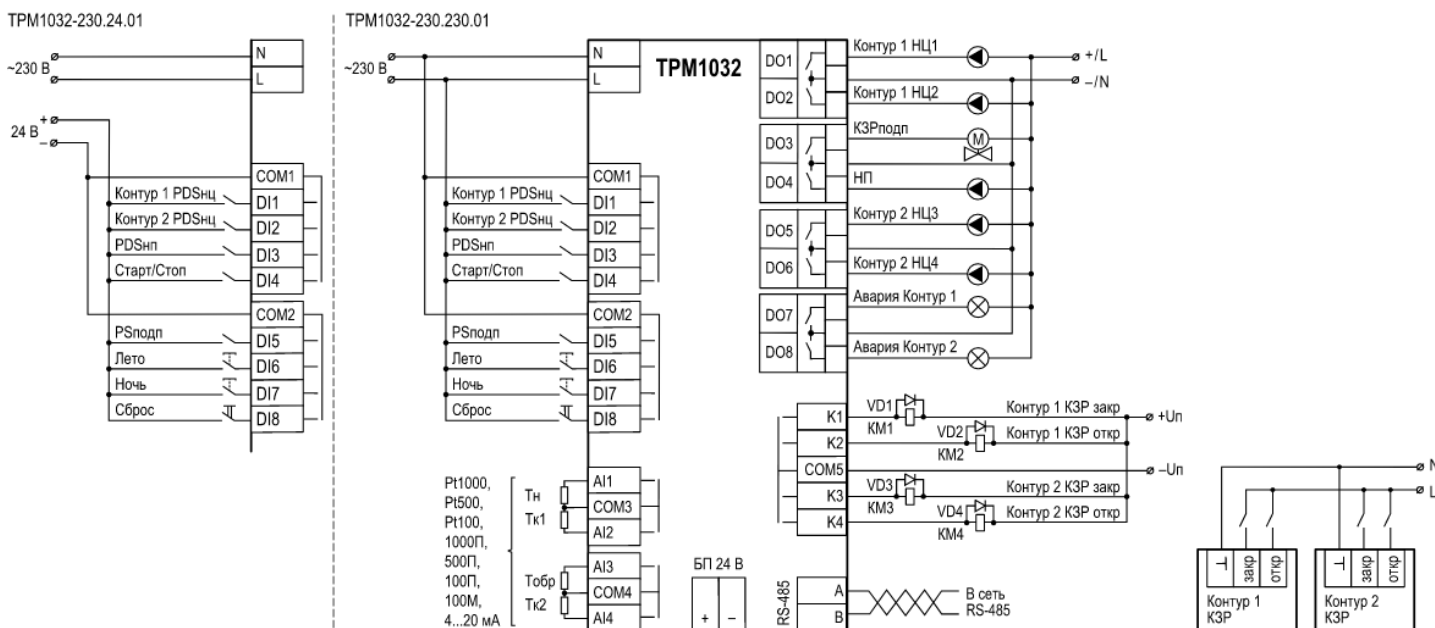 ТРМ1032-230.24.01
~230 В
N
L
+
24 В
–
COM1
Контур 1 PDSнц
DI1
Контур 2 PDSнц
DI2
PDSнп
DI3
Старт/Стоп
DI4
COM2
PSподп
DI5
Лето
DI6
Ночь
DI7
Сброс
DI8
ТРМ1032-230.230.01
~230 В
N
L
ТРМ1032
COM1
Контур 1 PDSнц
DI1
Контур 2 PDSнц
DI2
PDSнп
DI3
Старт/Стоп
DI4
COM2
PSподп
DI5
Лето
DI6
Ночь
DI7
Сброс
DI8
Pt1000,
Pt500,
Pt100,
1000П,
500П,
100П,
100М,
4...20 мА
Тн
Тк1
Тобр
Тк2
AI1
COM3
AI2
AI3
COM4
AI4
БП 24 В
+ –
DO1
Контур 1 НЦ1
+/L
–/N
DO2
Контур 1 НЦ2
DO3
КЗРподп
M
DO4
НП
DO5
Контур 2 НЦ3
DO6
Контур 2 НЦ4
DO7
Авария Контур 1
DO8
Авария Контур 2
K1
VD1
KM1
Контур 1 КЗР закр
+Uп
K2
VD2
KM2
Контур 1 КЗР откр
COM5
–Uп
K3
VD3
KM3
Контур 2 КЗР закр
K4
VD4
KM4
Контур 2 КЗР откр
RS-485
A
B
В сеть
RS-485
N
L
закр
откр
Контур 1
КЗР
закр
откр
Контур 2
КЗР